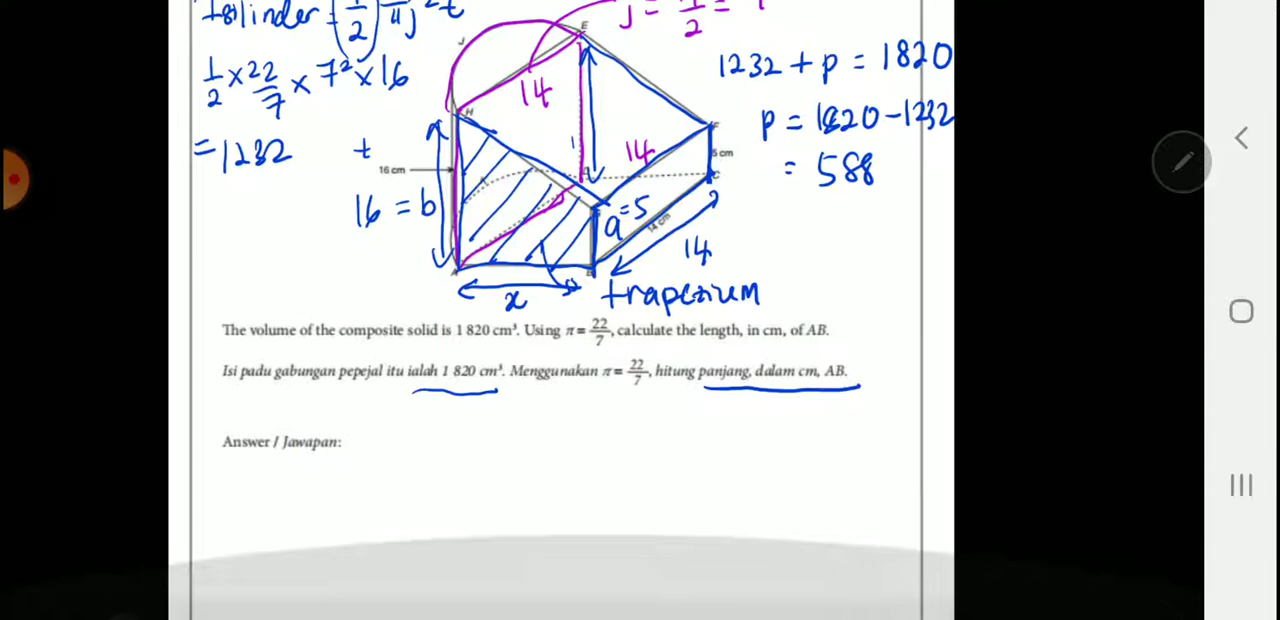 ½ πj²t
½ × 22/7 × 7² × 16
= 1232 +
1232 + p = 1820
p = 1820 - 1232
= 588
J
E
H
14
14
F
5 cm
C
16 cm
16 = b
a = 5
14 cm
14
A
x
trapezium
The volume of the composite solid is 1 820 cm³. Using π = 22/7, calculate the length, in cm, of AB.
Isi padu gabungan pepejal itu ialah 1 820 cm³. Menggunakan π = 22/7, hitung panjang, dalam cm, AB.
Answer / Jawapan: